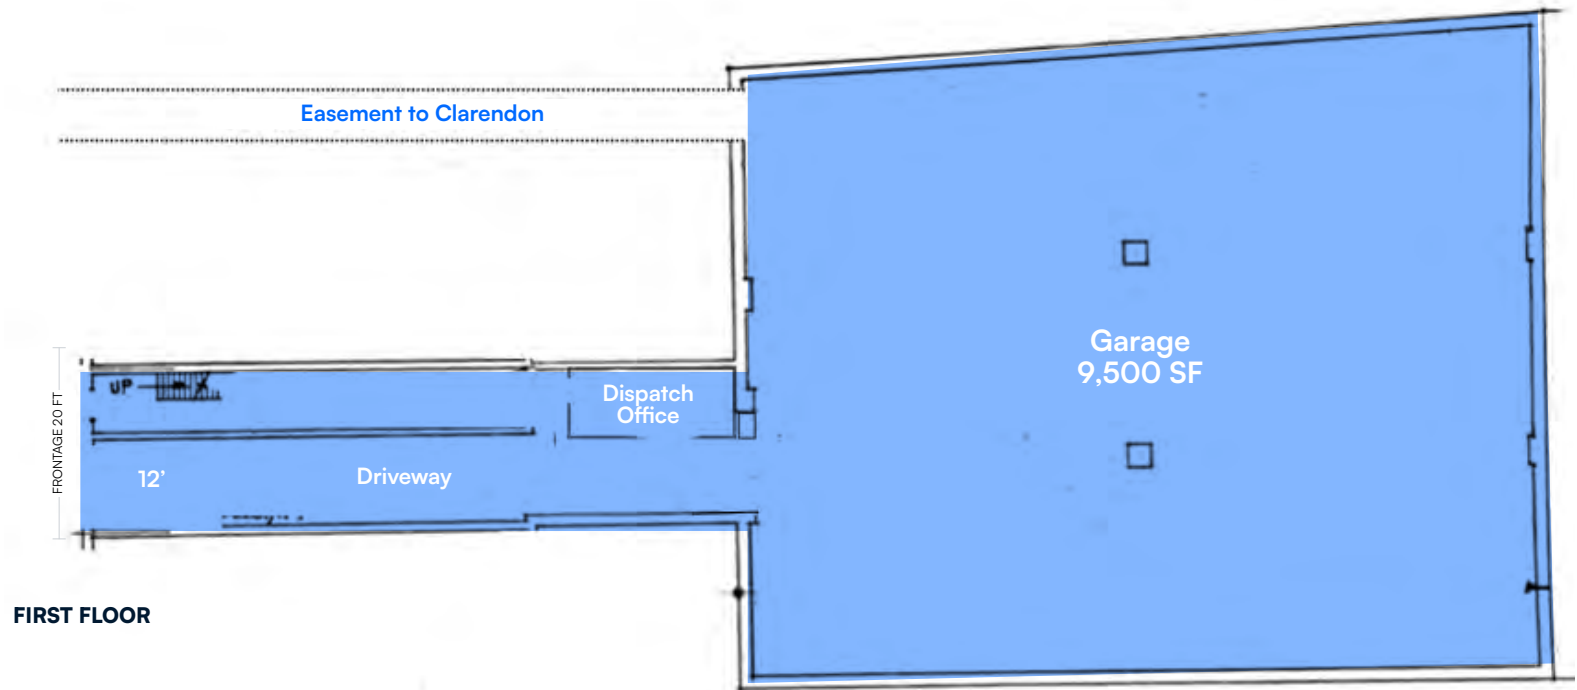 Easement to Clarendon
Garage
9,500 SF
UP
Dispatch
Office
FRONTAGE 20 FT
12’
Driveway
FIRST FLOOR